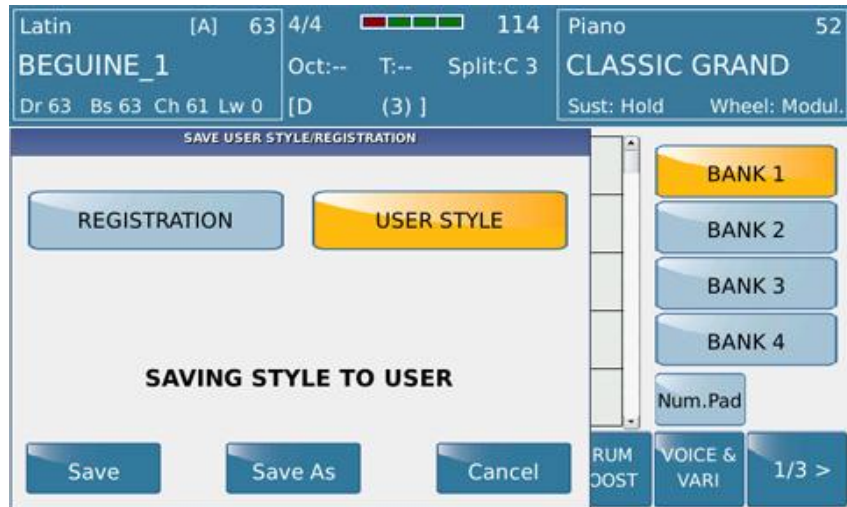 Latin [A] 63 4/4 114 Piano 52
BEGUINE_1 Oct:-- T:-- Split:C 3 CLASSIC GRAND
Dr 63 Bs 63 Ch 61 Lw 0 [D (3) ] Sust: Hold Wheel: Modul.
SAVE USER STYLE/REGISTRATION
REGISTRATION USER STYLE
SAVING STYLE TO USER
Save Save As Cancel
BANK 1
BANK 2
BANK 3
BANK 4
Num.Pad
RUM
OOST
VOICE &
VARI
1/3 >